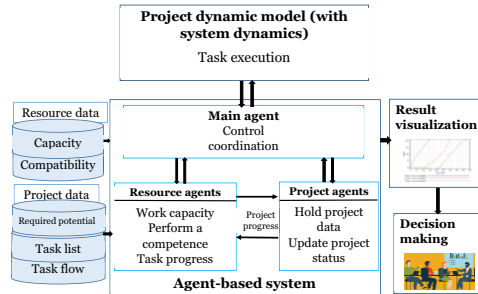 Project dynamic model (with
system dynamics)
Task execution
Resource data
Capacity
Compatibility
Main agent
Control
coordination
Result
visualization
Project data
Required potential
Task list
Task flow
Resource agents
Work capacity
Perform a
competence
Task progress
Project
progress
Project agents
Hold project
data
Update project
status
Decision
making
Agent-based system